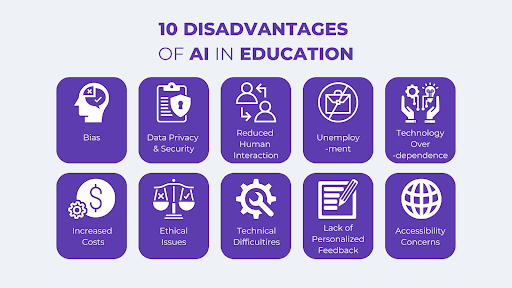 10 DISADVANTAGES
OF AI IN EDUCATION
Bias
Data Privacy
& Security
Reduced
Human
Interaction
Unemploy
-ment
Technology
Over
-dependence
Increased
Costs
Ethical
Issues
Technical
Difficultires
Lack of
Personalized
Feedback
Accessibility
Concerns